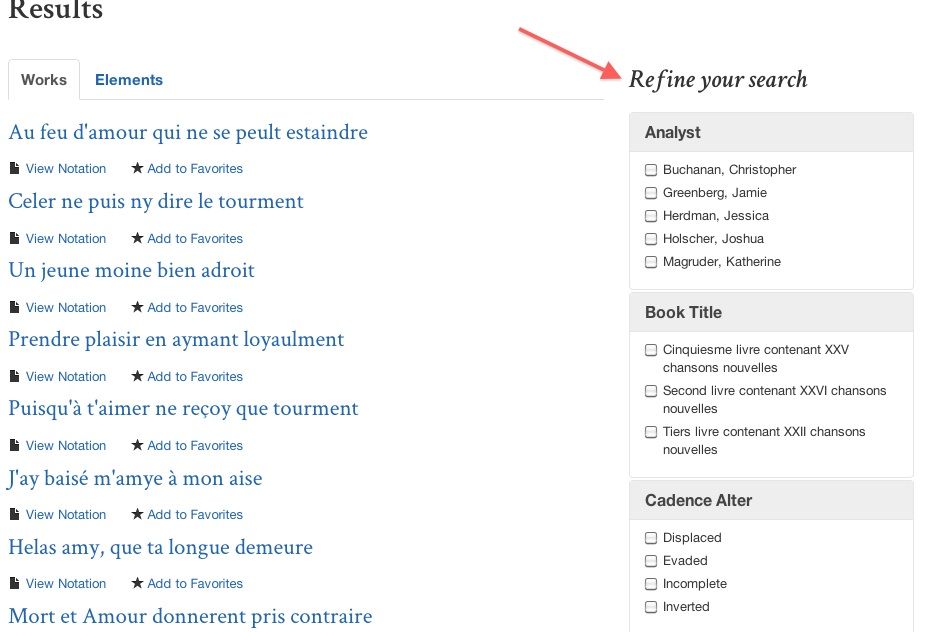 Results
Works Elements
Au feu d'amour qui ne se peult estaindre
View Notation Add to Favorites
Celer ne puis ny dire le tourment
View Notation Add to Favorites
Un jeune moine bien adroit
View Notation Add to Favorites
Prendre plaisir en aymant loyaulment
View Notation Add to Favorites
Puisqu'à t'aimer ne reçoy que tourment
View Notation Add to Favorites
J'ay baisé m'amye à mon aise
View Notation Add to Favorites
Helas amy, que ta longue demeure
View Notation Add to Favorites
Mort et Amour donnerent pris contraire
Refine your search
Analyst
Buchanan, Christopher
Greenberg, Jamie
Herdman, Jessica
Holscher, Joshua
Magruder, Katherine
Book Title
Cinquiesme livre contenant XXV
chansons nouvelles
Second livre contenant XXVI chansons
nouvelles
Tiers livre contenant XXII chansons
nouvelles
Cadence Alter
Displaced
Evaded
Incomplete
Inverted